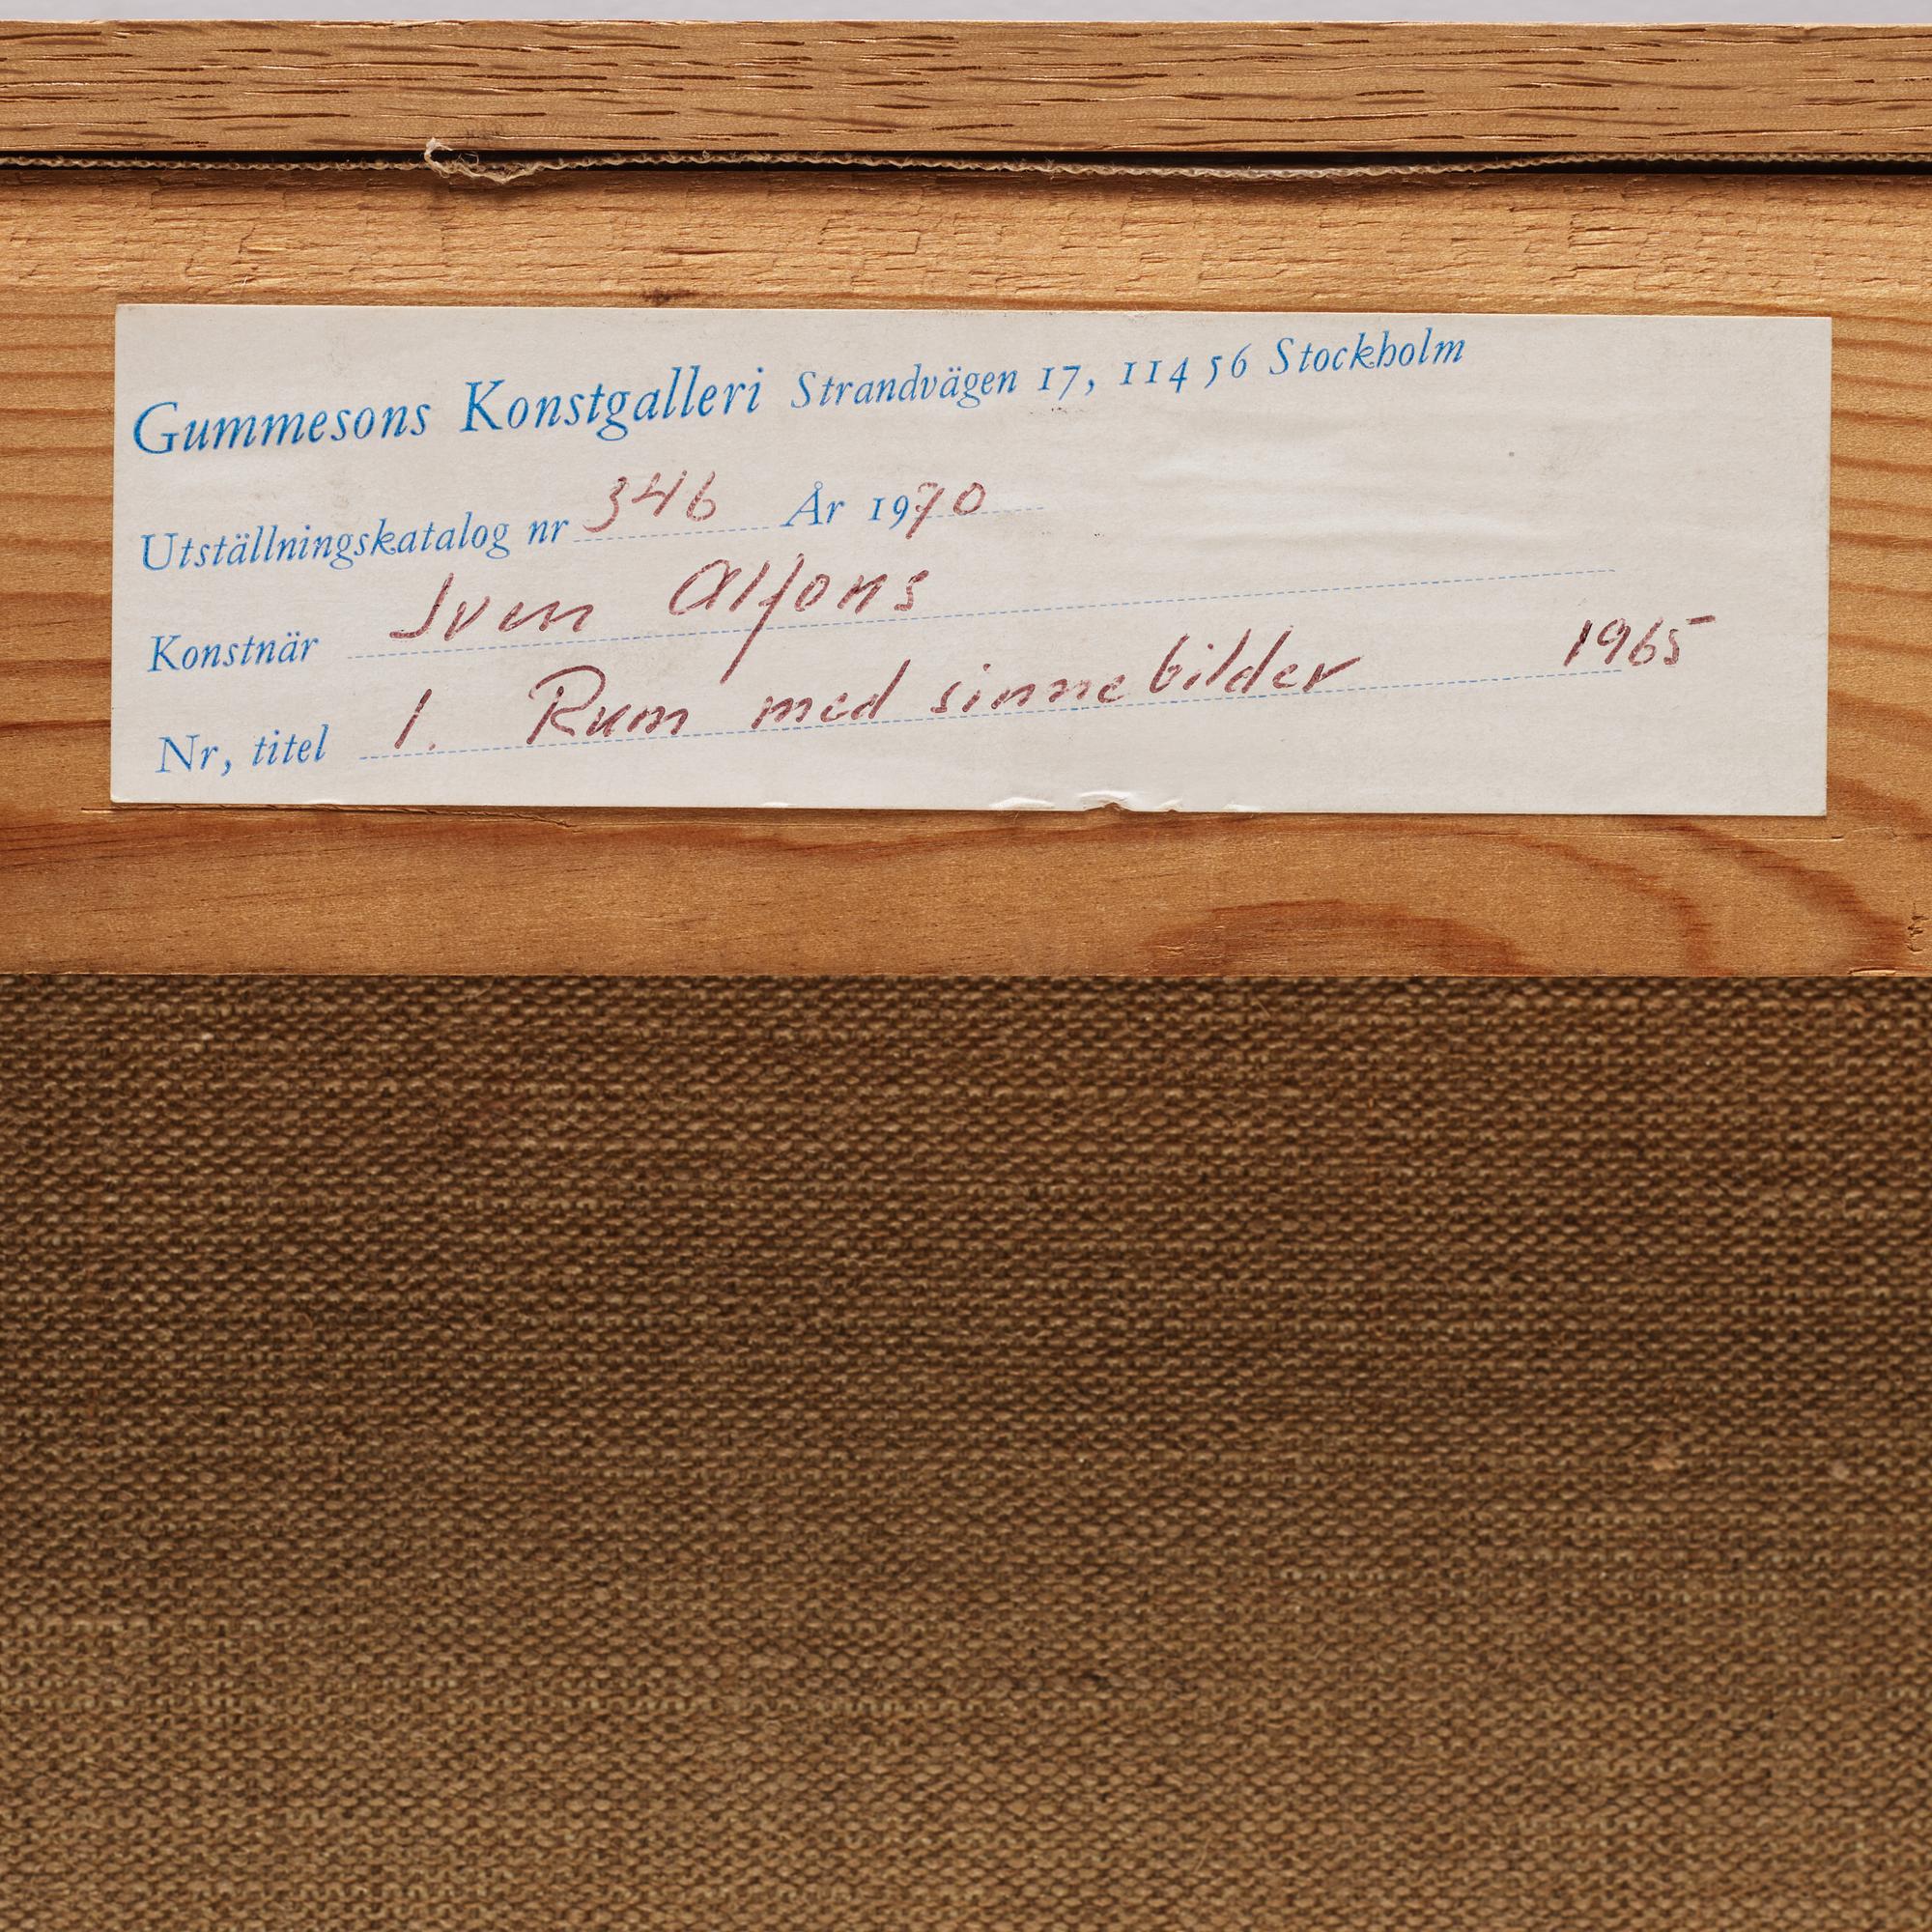 Gummesons Konstgalleri Strandvägen 17, 114 56 Stockholm
Utställningskatalog nr 346 År 1970
Konstnär Sven Alfons
Nr, titel 1. Rum med sinnebilder 1965